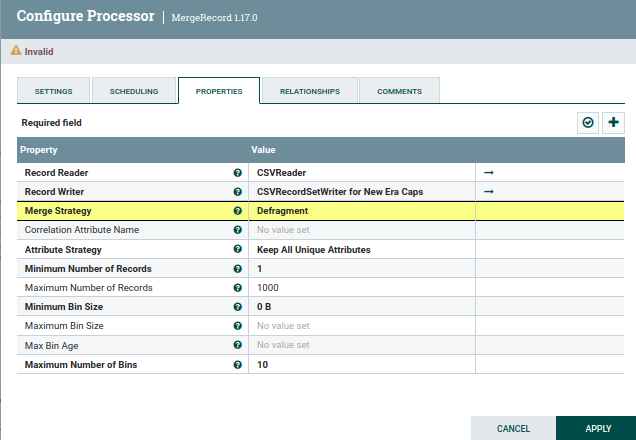 Configure Processor | MergeRecord 1.17.0
Invalid
SETTINGS SCHEDULING PROPERTIES RELATIONSHIPS COMMENTS
Required field
Property Value
Record Reader CSVReader
Record Writer CSVRecordSetWriter for New Era Caps
Merge Strategy Defragment
Correlation Attribute Name No value set
Attribute Strategy Keep All Unique Attributes
Minimum Number of Records 1
Maximum Number of Records 1000
Minimum Bin Size 0 B
Maximum Bin Size No value set
Max Bin Age No value set
Maximum Number of Bins 10
CANCEL APPLY